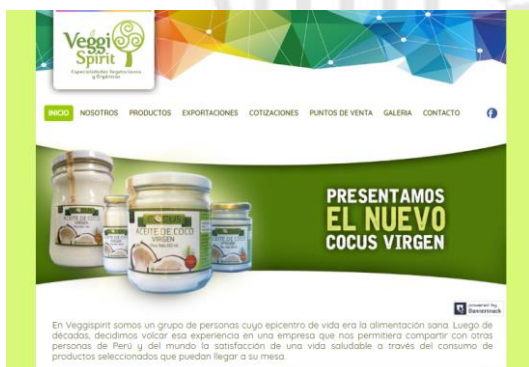 Veggi
Spirit
Especialidades Vegetarianas
y Orgánicas
INICIO NOSOTROS PRODUCTOS EXPORTACIONES COTIZACIONES PUNTOS DE VENTA GALERIA CONTACTO
PRESENTAMOS
EL NUEVO
COCUS VIRGEN
COCUS
ACEITE DE COCO
VIRGEN
powered by
Bannersnack
En Veggispirit somos un grupo de personas cuyo epicentro de vida era la alimentación sana. Luego de
décadas, decidimos volcar esa experiencia en una empresa que nos permitiera compartir con otras
personas de Perú y del mundo la satisfacción de una vida saludable a través del consumo de
productos seleccionados que puedan llegar a su mesa.